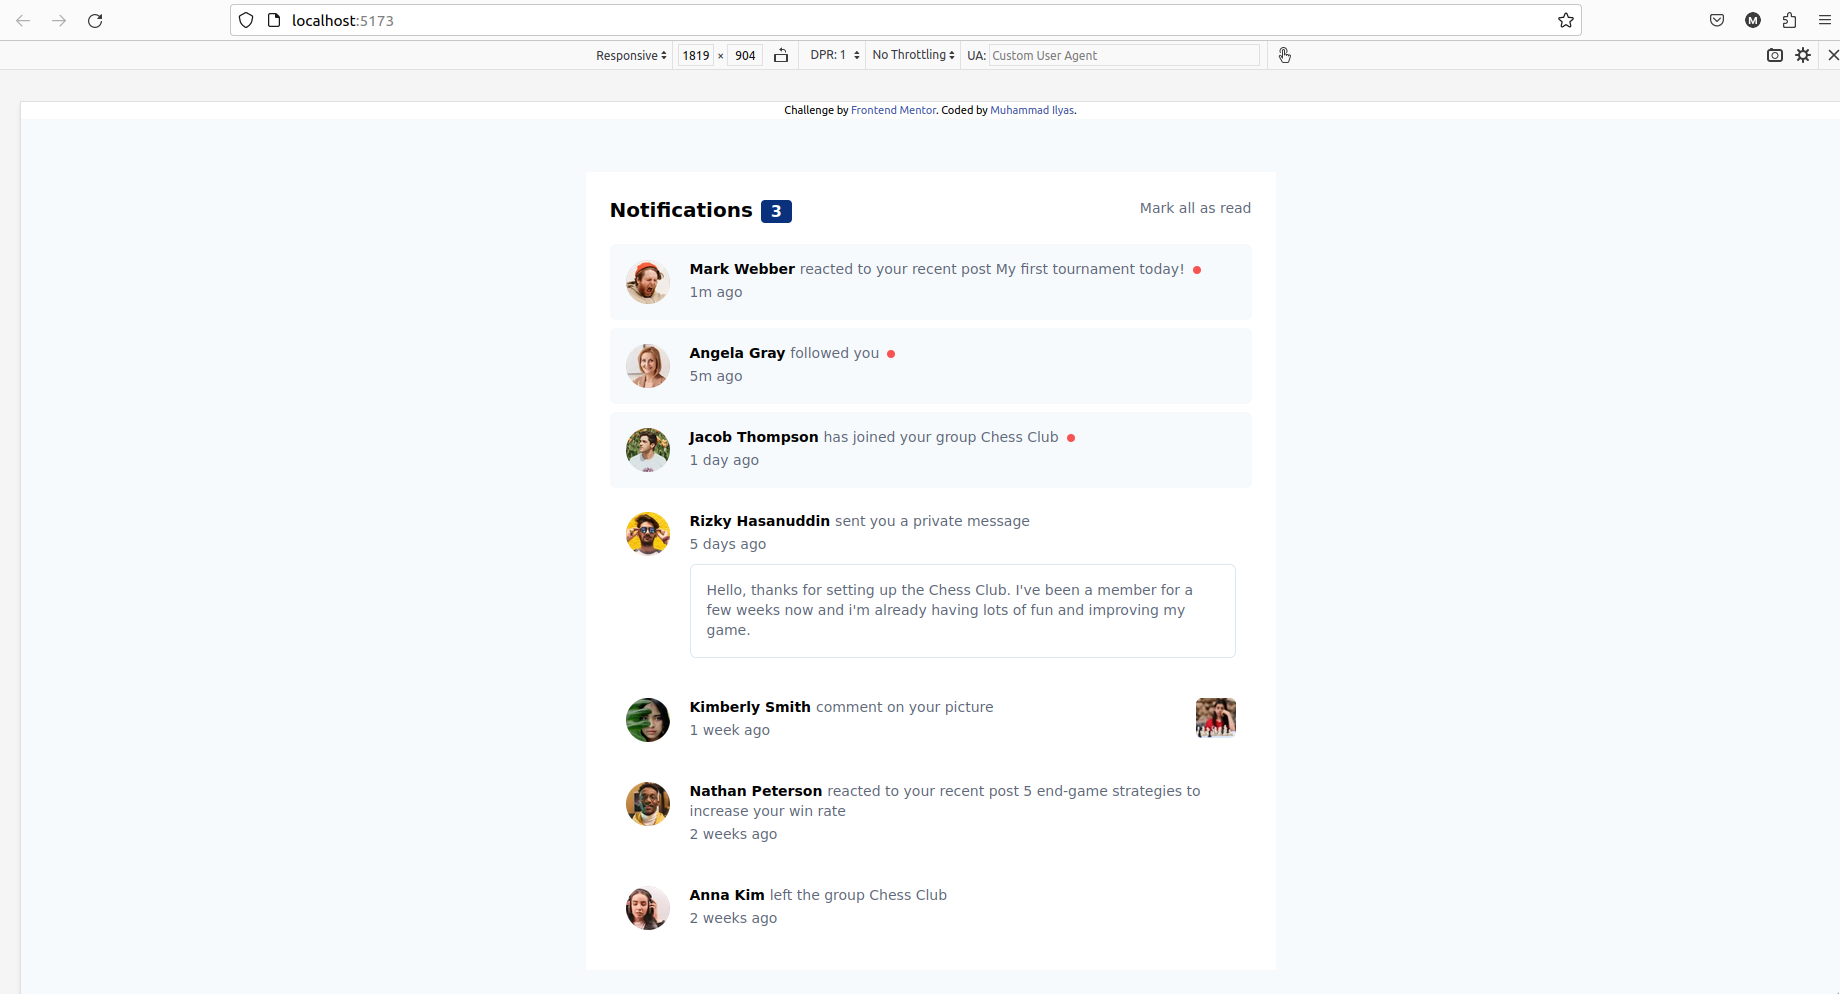 localhost:5173
M
Responsive 1819 × 904 DPR: 1 No Throttling UA: Custom User Agent
Challenge by Frontend Mentor. Coded by Muhammad Ilyas.
Notifications 3
Mark all as read
Mark Webber reacted to your recent post My first tournament today!
1m ago
Angela Gray followed you
5m ago
Jacob Thompson has joined your group Chess Club
1 day ago
Rizky Hasanuddin sent you a private message
5 days ago
Hello, thanks for setting up the Chess Club. I've been a member for a
few weeks now and i'm already having lots of fun and improving my
game.
Kimberly Smith comment on your picture
1 week ago
Nathan Peterson reacted to your recent post 5 end-game strategies to
increase your win rate
2 weeks ago
Anna Kim left the group Chess Club
2 weeks ago